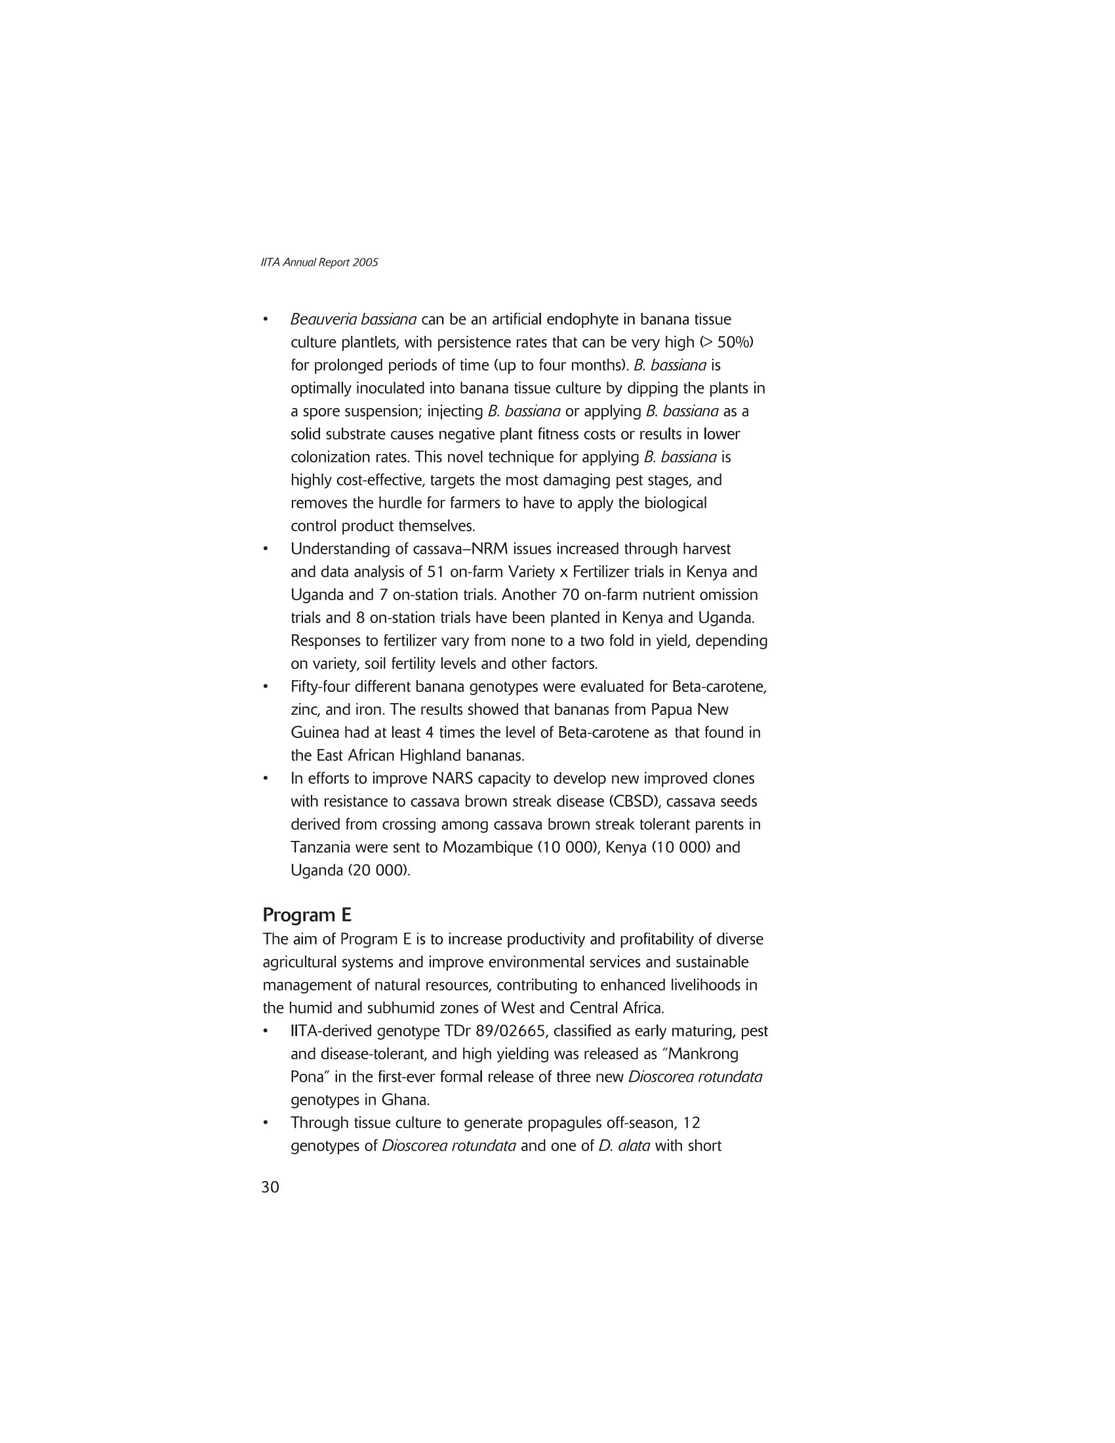 IITA Annual Report 2005
• Beauveria bassiana can be an artificial endophyte in banana tissue
culture plantlets, with persistence rates that can be very high (> 50%)
for prolonged periods of time (up to four months). B. bassiana is
optimally inoculated into banana tissue culture by dipping the plants in
a spore suspension; injecting B. bassiana or applying B. bassiana as a
solid substrate causes negative plant fitness costs or results in lower
colonization rates. This novel technique for applying B. bassiana is
highly cost-effective, targets the most damaging pest stages, and
removes the hurdle for farmers to have to apply the biological
control product themselves.
• Understanding of cassava–NRM issues increased through harvest
and data analysis of 51 on-farm Variety x Fertilizer trials in Kenya and
Uganda and 7 on-station trials. Another 70 on-farm nutrient omission
trials and 8 on-station trials have been planted in Kenya and Uganda.
Responses to fertilizer vary from none to a two fold in yield, depending
on variety, soil fertility levels and other factors.
• Fifty-four different banana genotypes were evaluated for Beta-carotene,
zinc, and iron. The results showed that bananas from Papua New
Guinea had at least 4 times the level of Beta-carotene as that found in
the East African Highland bananas.
• In efforts to improve NARS capacity to develop new improved clones
with resistance to cassava brown streak disease (CBSD), cassava seeds
derived from crossing among cassava brown streak tolerant parents in
Tanzania were sent to Mozambique (10 000), Kenya (10 000) and
Uganda (20 000).
Program E
The aim of Program E is to increase productivity and profitability of diverse
agricultural systems and improve environmental services and sustainable
management of natural resources, contributing to enhanced livelihoods in
the humid and subhumid zones of West and Central Africa.
• IITA-derived genotype TDr 89/02665, classified as early maturing, pest
and disease-tolerant, and high yielding was released as “Mankrong
Pona” in the first-ever formal release of three new Dioscorea rotundata
genotypes in Ghana.
• Through tissue culture to generate propagules off-season, 12
genotypes of Dioscorea rotundata and one of D. alata with short
30